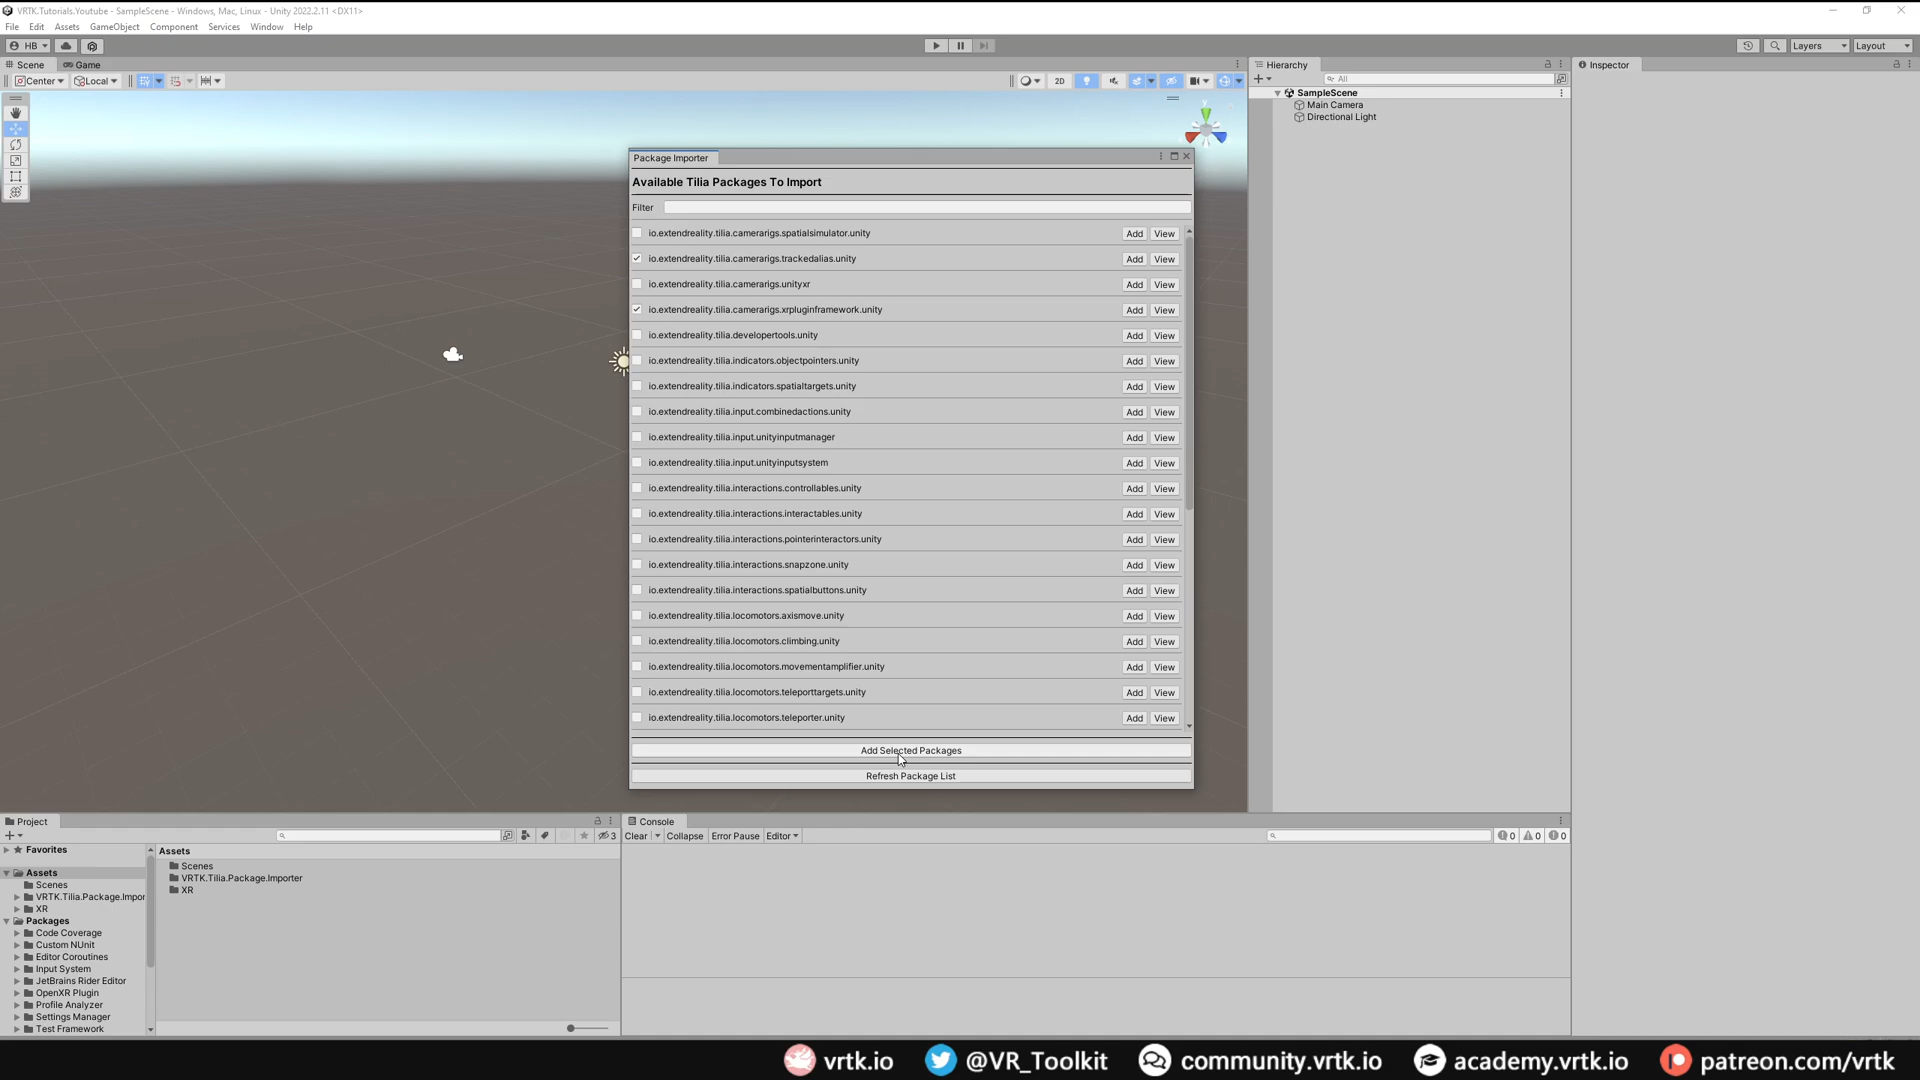 VRTK.Tutorials.Youtube - SampleScene - Windows, Mac, Linux - Unity 2022.2.11 <DX11>
File Edit Assets GameObject Component Services Window Help
HB Layers Layout
Scene Game
Center Local 2D
Package Importer
Available Tilia Packages To Import
Filter
io.extendreality.tilia.camerarigs.spatialsimulator.unity Add View
io.extendreality.tilia.camerarigs.trackedalias.unity Add View
io.extendreality.tilia.camerarigs.unityxr Add View
io.extendreality.tilia.camerarigs.xrpluginframework.unity Add View
io.extendreality.tilia.developertools.unity Add View
io.extendreality.tilia.indicators.objectpointers.unity Add View
io.extendreality.tilia.indicators.spatialtargets.unity Add View
io.extendreality.tilia.input.combinedactions.unity Add View
io.extendreality.tilia.input.unityinputmanager Add View
io.extendreality.tilia.input.unityinputsystem Add View
io.extendreality.tilia.interactions.controllables.unity Add View
io.extendreality.tilia.interactions.interactables.unity Add View
io.extendreality.tilia.interactions.pointerinteractors.unity Add View
io.extendreality.tilia.interactions.snapzone.unity Add View
io.extendreality.tilia.interactions.spatialbuttons.unity Add View
io.extendreality.tilia.locomotors.axismove.unity Add View
io.extendreality.tilia.locomotors.climbing.unity Add View
io.extendreality.tilia.locomotors.movementamplifier.unity Add View
io.extendreality.tilia.locomotors.teleporttargets.unity Add View
io.extendreality.tilia.locomotors.teleporter.unity Add View
Add Selected Packages
Refresh Package List
Hierarchy
All
SampleScene
Main Camera
Directional Light
Inspector
Project
3
Favorites
Assets
Scenes
VRTK.Tilia.Package.Impor
XR
Packages
Code Coverage
Custom NUnit
Editor Coroutines
Input System
JetBrains Rider Editor
OpenXR Plugin
Profile Analyzer
Settings Manager
Test Framework
Assets
Scenes
VRTK.Tilia.Package.Importer
XR
Console
Clear Collapse Error Pause Editor 0 0 0
vrtk.io @VR_Toolkit community.vrtk.io academy.vrtk.io patreon.com/vrtk